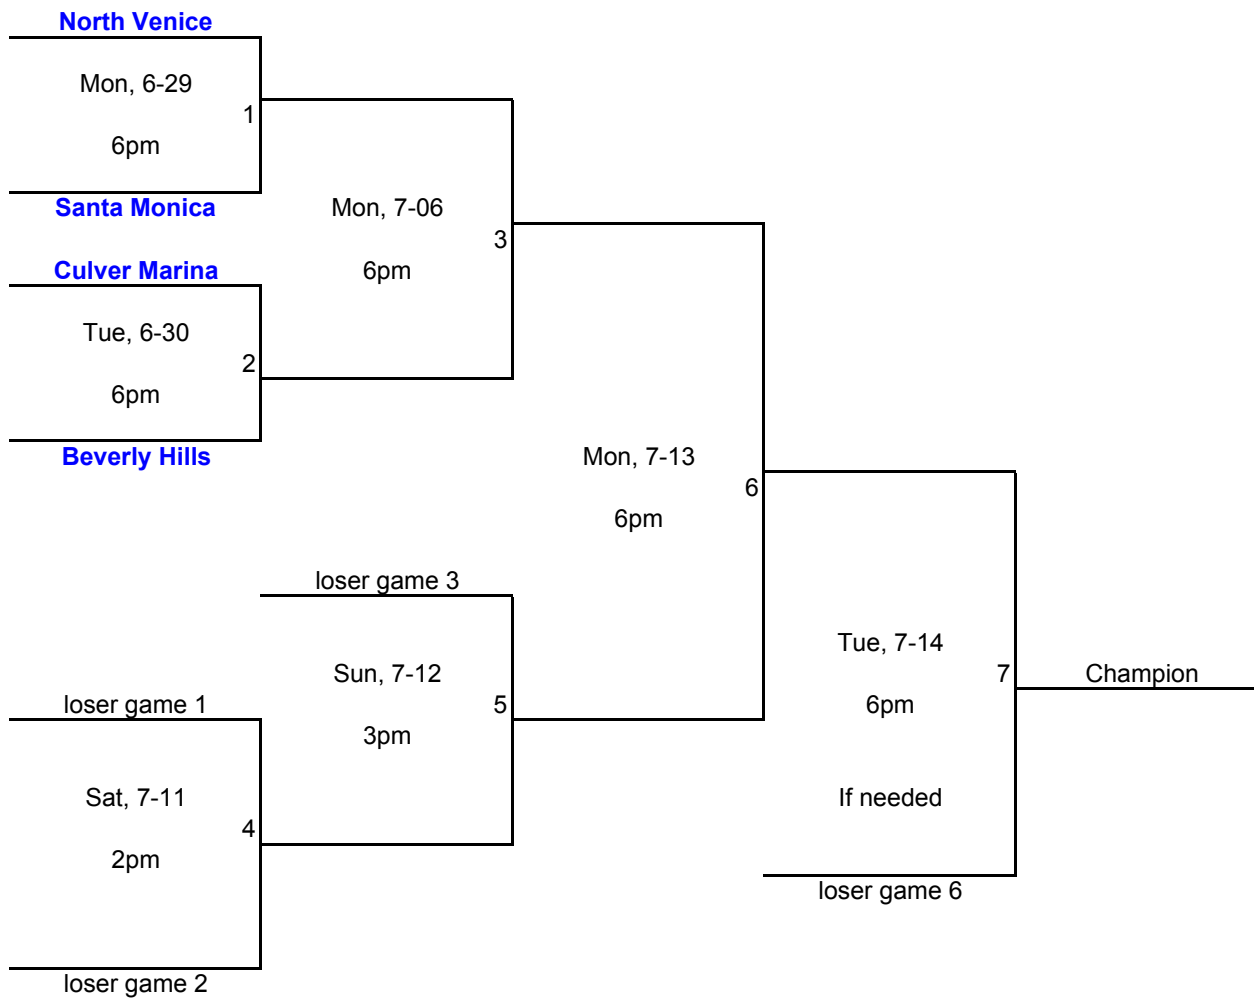 North Venice
Mon, 6-29
1
6pm
Santa Monica
Mon, 7-06
3
6pm
Culver Marina
Tue, 6-30
2
6pm
Beverly Hills
Mon, 7-13
6
6pm
loser game 3
Sun, 7-12
5
3pm
loser game 1
Sat, 7-11
4
2pm
loser game 2
Tue, 7-14
7
6pm
If needed
loser game 6
Champion